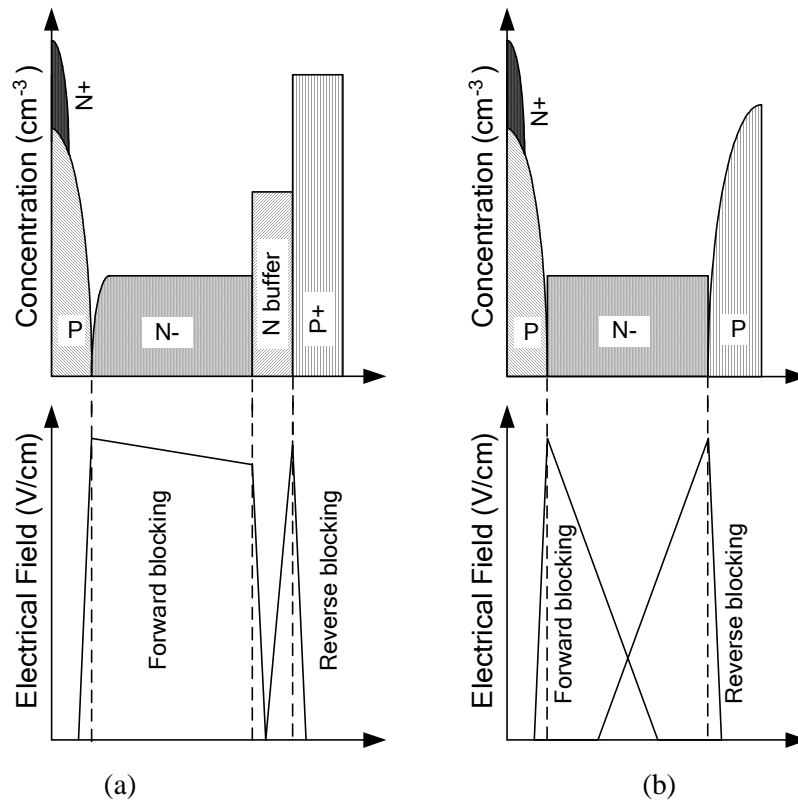 Concentration (cm-3)
N+
P
N-
N buffer
P+
Electrical Field (V/cm)
Forward blocking
Reverse blocking
(a)
Concentration (cm-3)
N+
P
N-
P
Electrical Field (V/cm)
Forward blocking
Reverse blocking
(b)